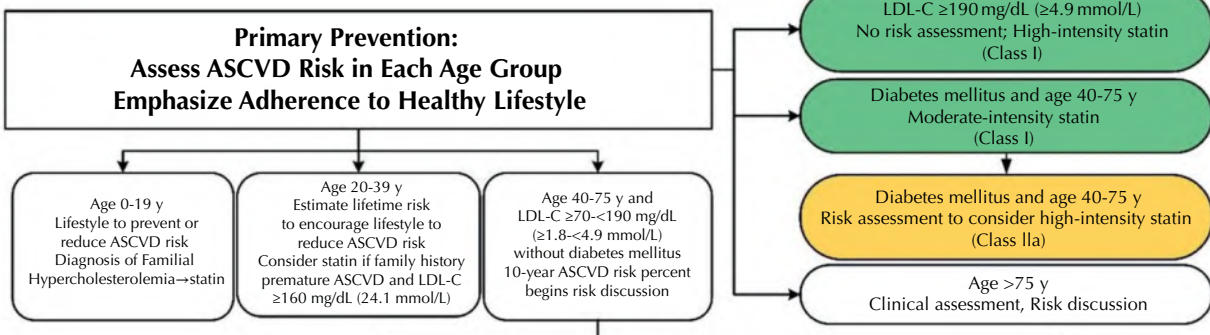 Primary Prevention:
Assess ASCVD Risk in Each Age Group
Emphasize Adherence to Healthy Lifestyle
Age 0-19 y
Lifestyle to prevent or
reduce ASCVD risk
Diagnosis of Familial
Hypercholesterolemia→statin
Age 20-39 y
Estimate lifetime risk
to encourage lifestyle to
reduce ASCVD risk
Consider statin if family history
premature ASCVD and LDL-C
≥160 mg/dL (24.1 mmol/L)
Age 40-75 y and
LDL-C ≥70-<190 mg/dL
(≥1.8-<4.9 mmol/L)
without diabetes mellitus
10-year ASCVD risk percent
begins risk discussion
LDL-C ≥190 mg/dL (≥4.9 mmol/L)
No risk assessment; High-intensity statin
(Class I)
Diabetes mellitus and age 40-75 y
Moderate-intensity statin
(Class I)
Diabetes mellitus and age 40-75 y
Risk assessment to consider high-intensity statin
(Class IIa)
Age >75 y
Clinical assessment, Risk discussion